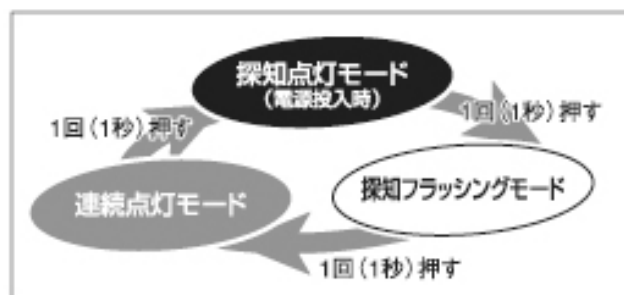 探知点灯モード
(電源投入時)
1回(1秒)押す
1回(1秒)押す
連続点灯モード
探知フラッシングモード
1回(1秒)押す